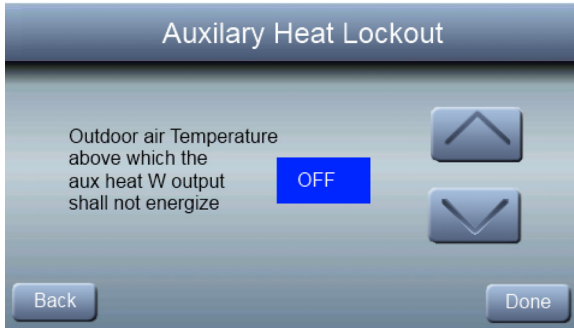 Auxilary Heat Lockout
Outdoor air Temperature
above which the
aux heat W output
shall not energize
OFF
Back
Done